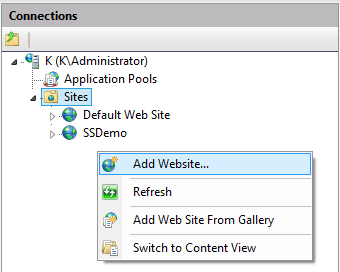 Connections
K (K\Administrator)
Application Pools
Sites
Default Web Site
SSDemo
Add Website...
Refresh
Add Web Site From Gallery
Switch to Content View